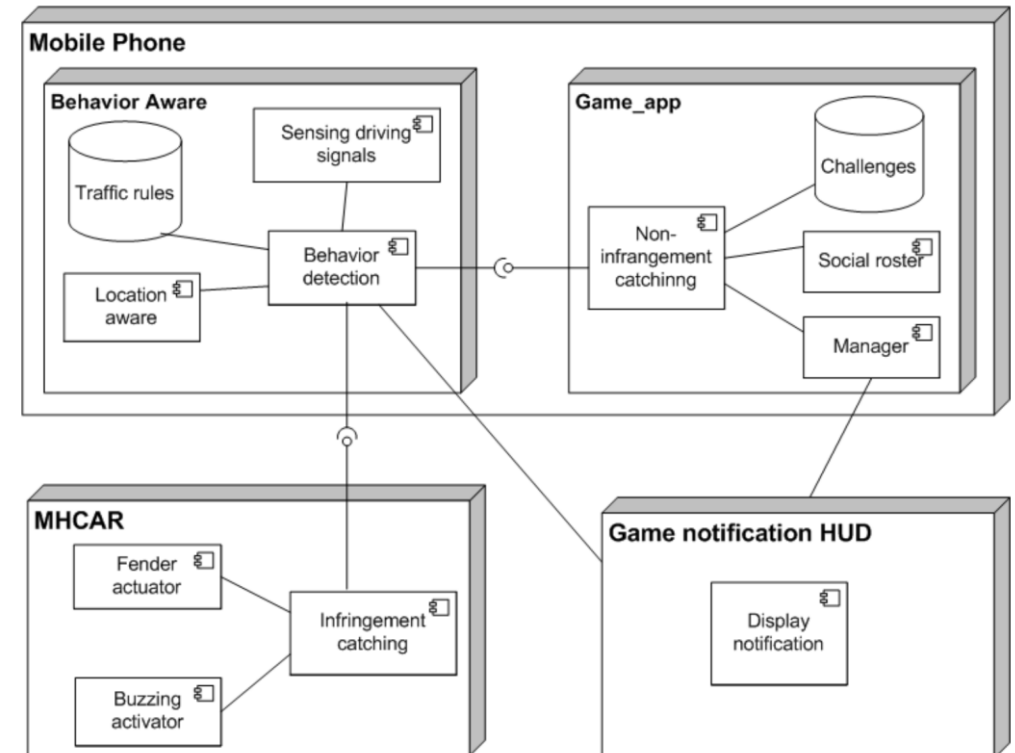 Mobile Phone
Behavior Aware
Traffic rules
Sensing driving
signals
Behavior
detection
Location
aware
Game_app
Challenges
Non-
infrangement
catchinng
Social roster
Manager
MHCAR
Fender
actuator
Infringement
catching
Buzzing
activator
Game notification HUD
Display
notification